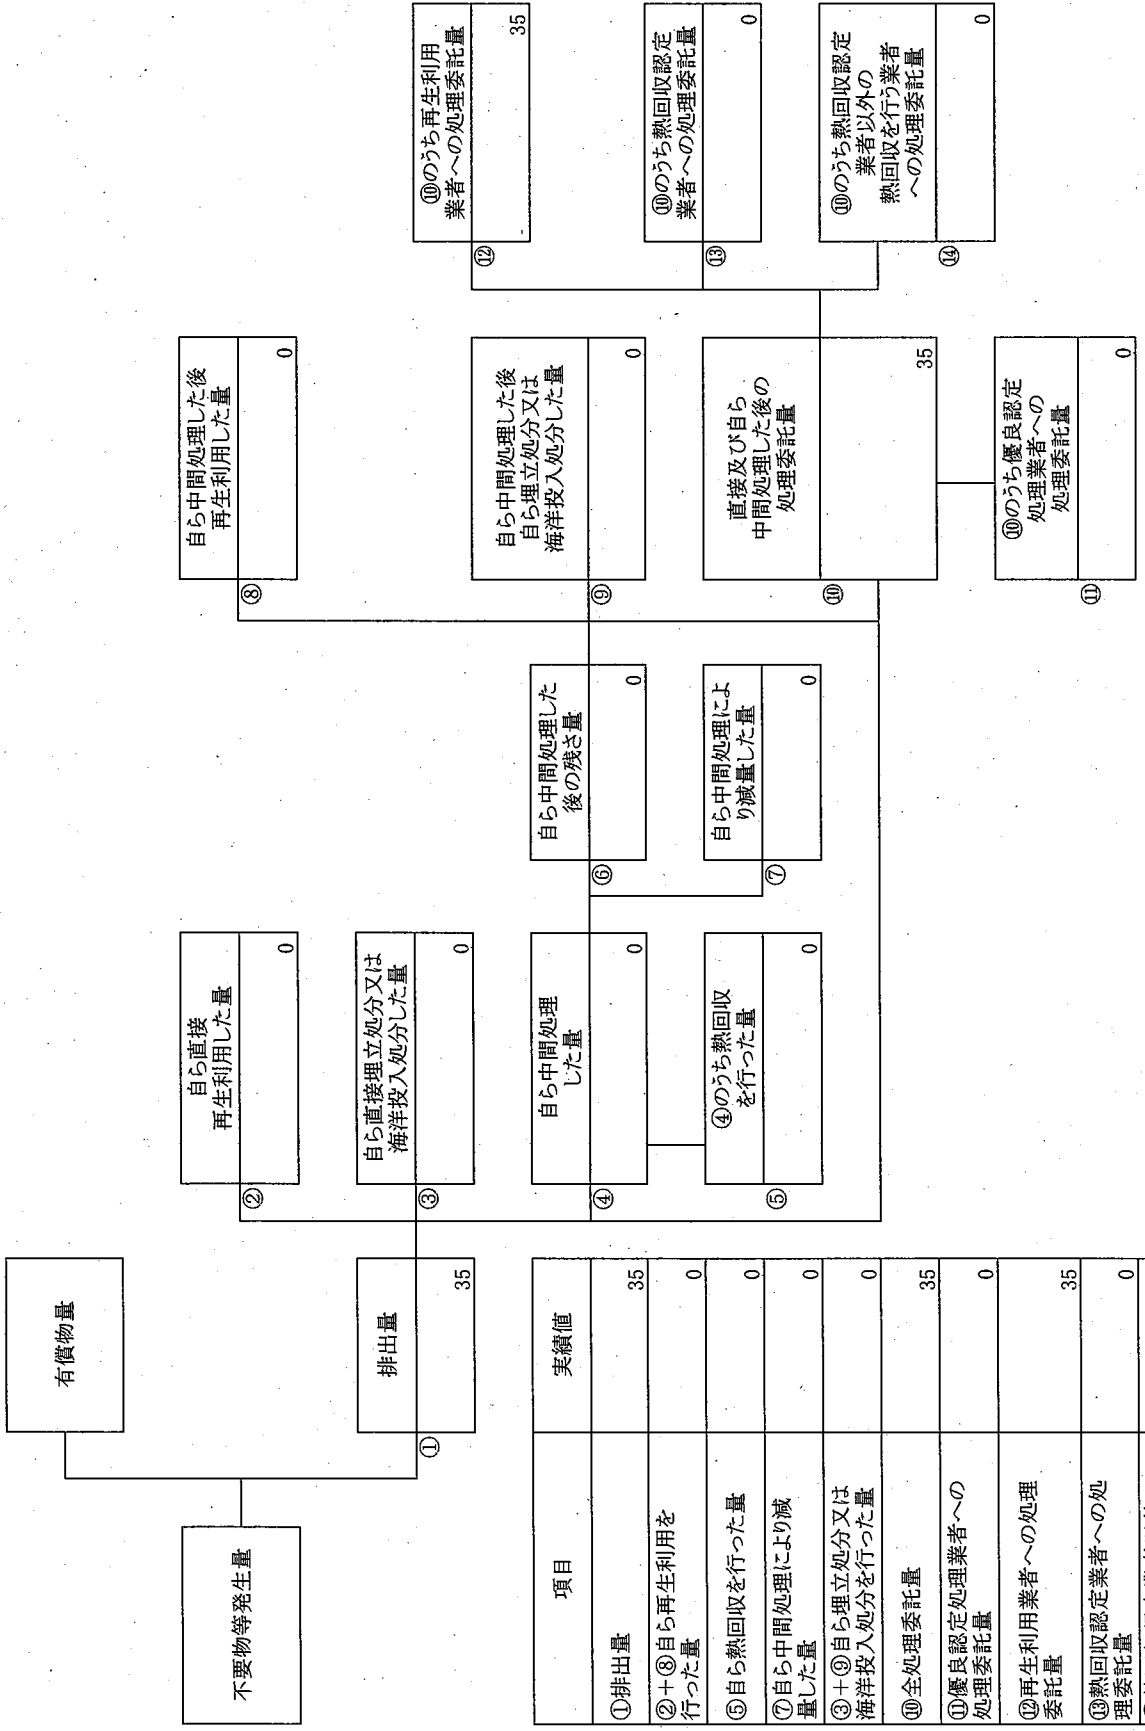 不要物等発生量
有償物量
排出量
①
35
自ら直接
再生利用した量
②
0
自ら直接埋立処分又は
海洋投入処分した量
③
0
自ら中間処理
した量
④
0
④のうち熱回収
を行った量
⑤
0
自ら中間処理した
後の残さ量
⑥
0
自ら中間処理によ
り減量した量
⑦
0
自ら中間処理した後
再生利用した量
⑧
0
自ら中間処理した後
自ら埋立処分又は
海洋投入処分した量
⑨
0
直接及び自ら
中間処理した後の
処理委託量
⑩
35
⑩のうち優良認定
処理業者への
処理委託量
⑪
0
⑩のうち再生利用
業者への処理委託量
⑫
35
⑩のうち熱回収認定
業者への処理委託量
⑬
0
⑩のうち熱回収認定
業者以外の
熱回収を行う業者
への処理委託量
⑭
0
項目 実績値
①排出量 35
②+⑧自ら再生利用を
行った量 0
⑤自ら熱回収を行った量 0
⑦自ら中間処理により減
量した量 0
③+⑨自ら埋立処分又は
海洋投入処分を行った量 0
⑩全処理委託量 35
⑪優良認定処理業者への
処理委託量 0
⑫再生利用業者への処理
委託量 35
⑬熱回収認定業者への処
理委託量 0